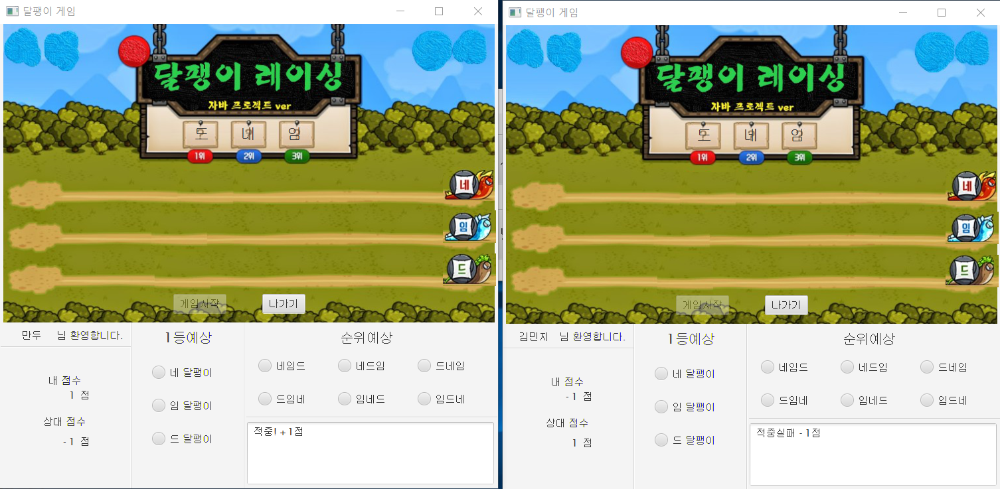 달팽이 게임
달팽이 레이싱
자바 프로젝트 ver
드 네 임
1위 2위 3위
네
임
드
게임시작 나가기
만두 님 환영합니다.
내 점수
1 점
상대 점수
- 1 점
1등예상
네 달팽이
임 달팽이
드 달팽이
순위예상
네임드 네드임 드네임
드임네 임네드 임드네
적중! + 1점
달팽이 게임
달팽이 레이싱
자바 프로젝트 ver
드 네 임
1위 2위 3위
네
임
드
게임시작 나가기
김민지 님 환영합니다.
내 점수
- 1 점
상대 점수
1 점
1등예상
네 달팽이
임 달팽이
드 달팽이
순위예상
네임드 네드임 드네임
드임네 임네드 임드네
적중실패 - 1점